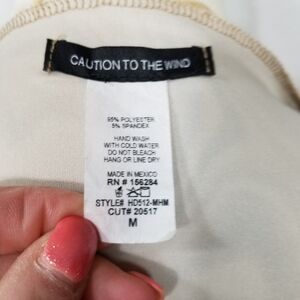 CAUTION TO THE WIND
95% POLYESTER
5% SPANDEX
HAND WASH
WITH COLD WATER
DO NOT BLEACH
HANG OR LINE DRY
MADE IN MEXICO
RN # 156284
STYLE# HD512-MHM
CUT# 20517
M